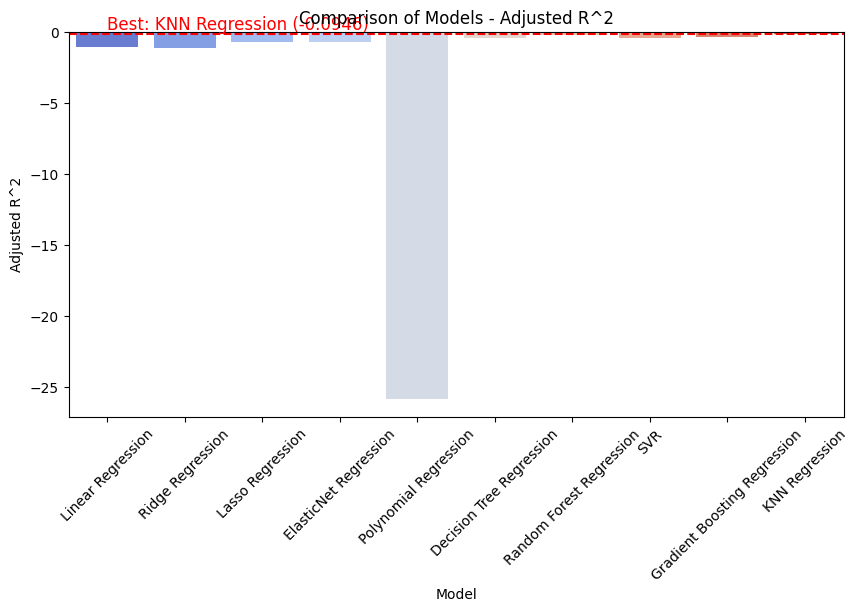 Comparison of Models - Adjusted R^2
Best: KNN Regression (-0.0946)
Adjusted R^2
0
−5
−10
−15
−20
−25
Linear Regression
Ridge Regression
Lasso Regression
ElasticNet Regression
Polynomial Regression
Decision Tree Regression
Random Forest Regression
SVR
Gradient Boosting Regression
KNN Regression
Model